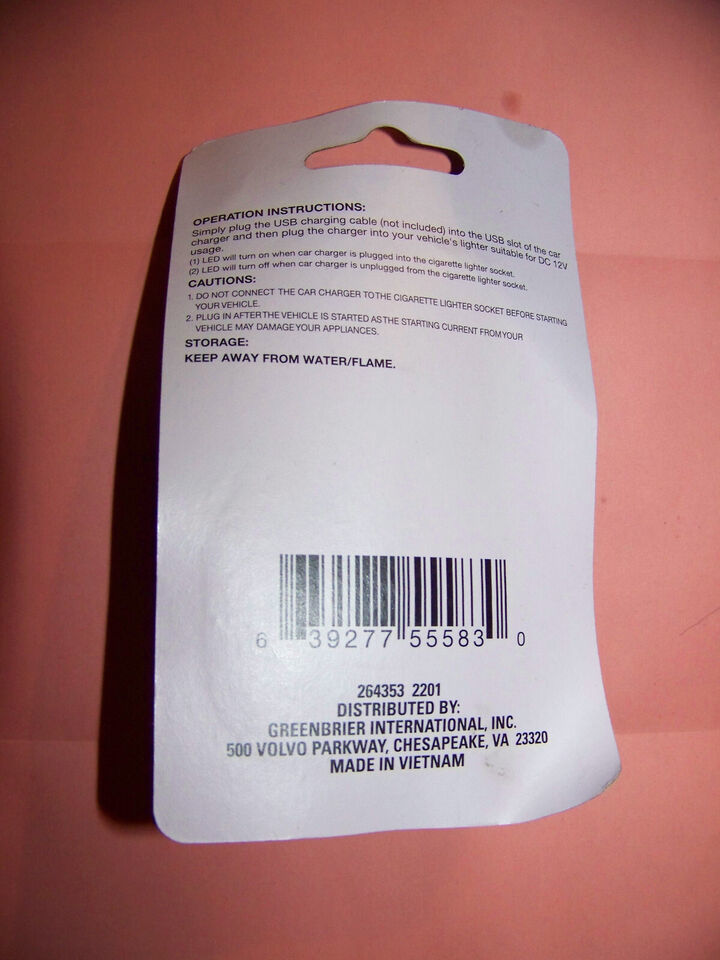 OPERATION INSTRUCTIONS:
Simply plug the USB charging cable (not included) into the USB slot of the car
charger and then plug the charger into your vehicle's lighter suitable for DC 12V
usage.
(1) LED will turn on when car charger is plugged into the cigarette lighter socket.
(2) LED will turn off when car charger is unplugged from the cigarette lighter socket.
CAUTIONS:
1. DO NOT CONNECT THE CAR CHARGER TO THE CIGARETTE LIGHTER SOCKET BEFORE STARTING
YOUR VEHICLE.
2. PLUG IN AFTER THE VEHICLE IS STARTED AS THE STARTING CURRENT FROM YOUR
VEHICLE MAY DAMAGE YOUR APPLIANCES.
STORAGE:
KEEP AWAY FROM WATER/FLAME.
6 39277 55583 0
264353 2201
DISTRIBUTED BY:
GREENBRIER INTERNATIONAL, INC.
500 VOLVO PARKWAY, CHESAPEAKE, VA 23320
MADE IN VIETNAM